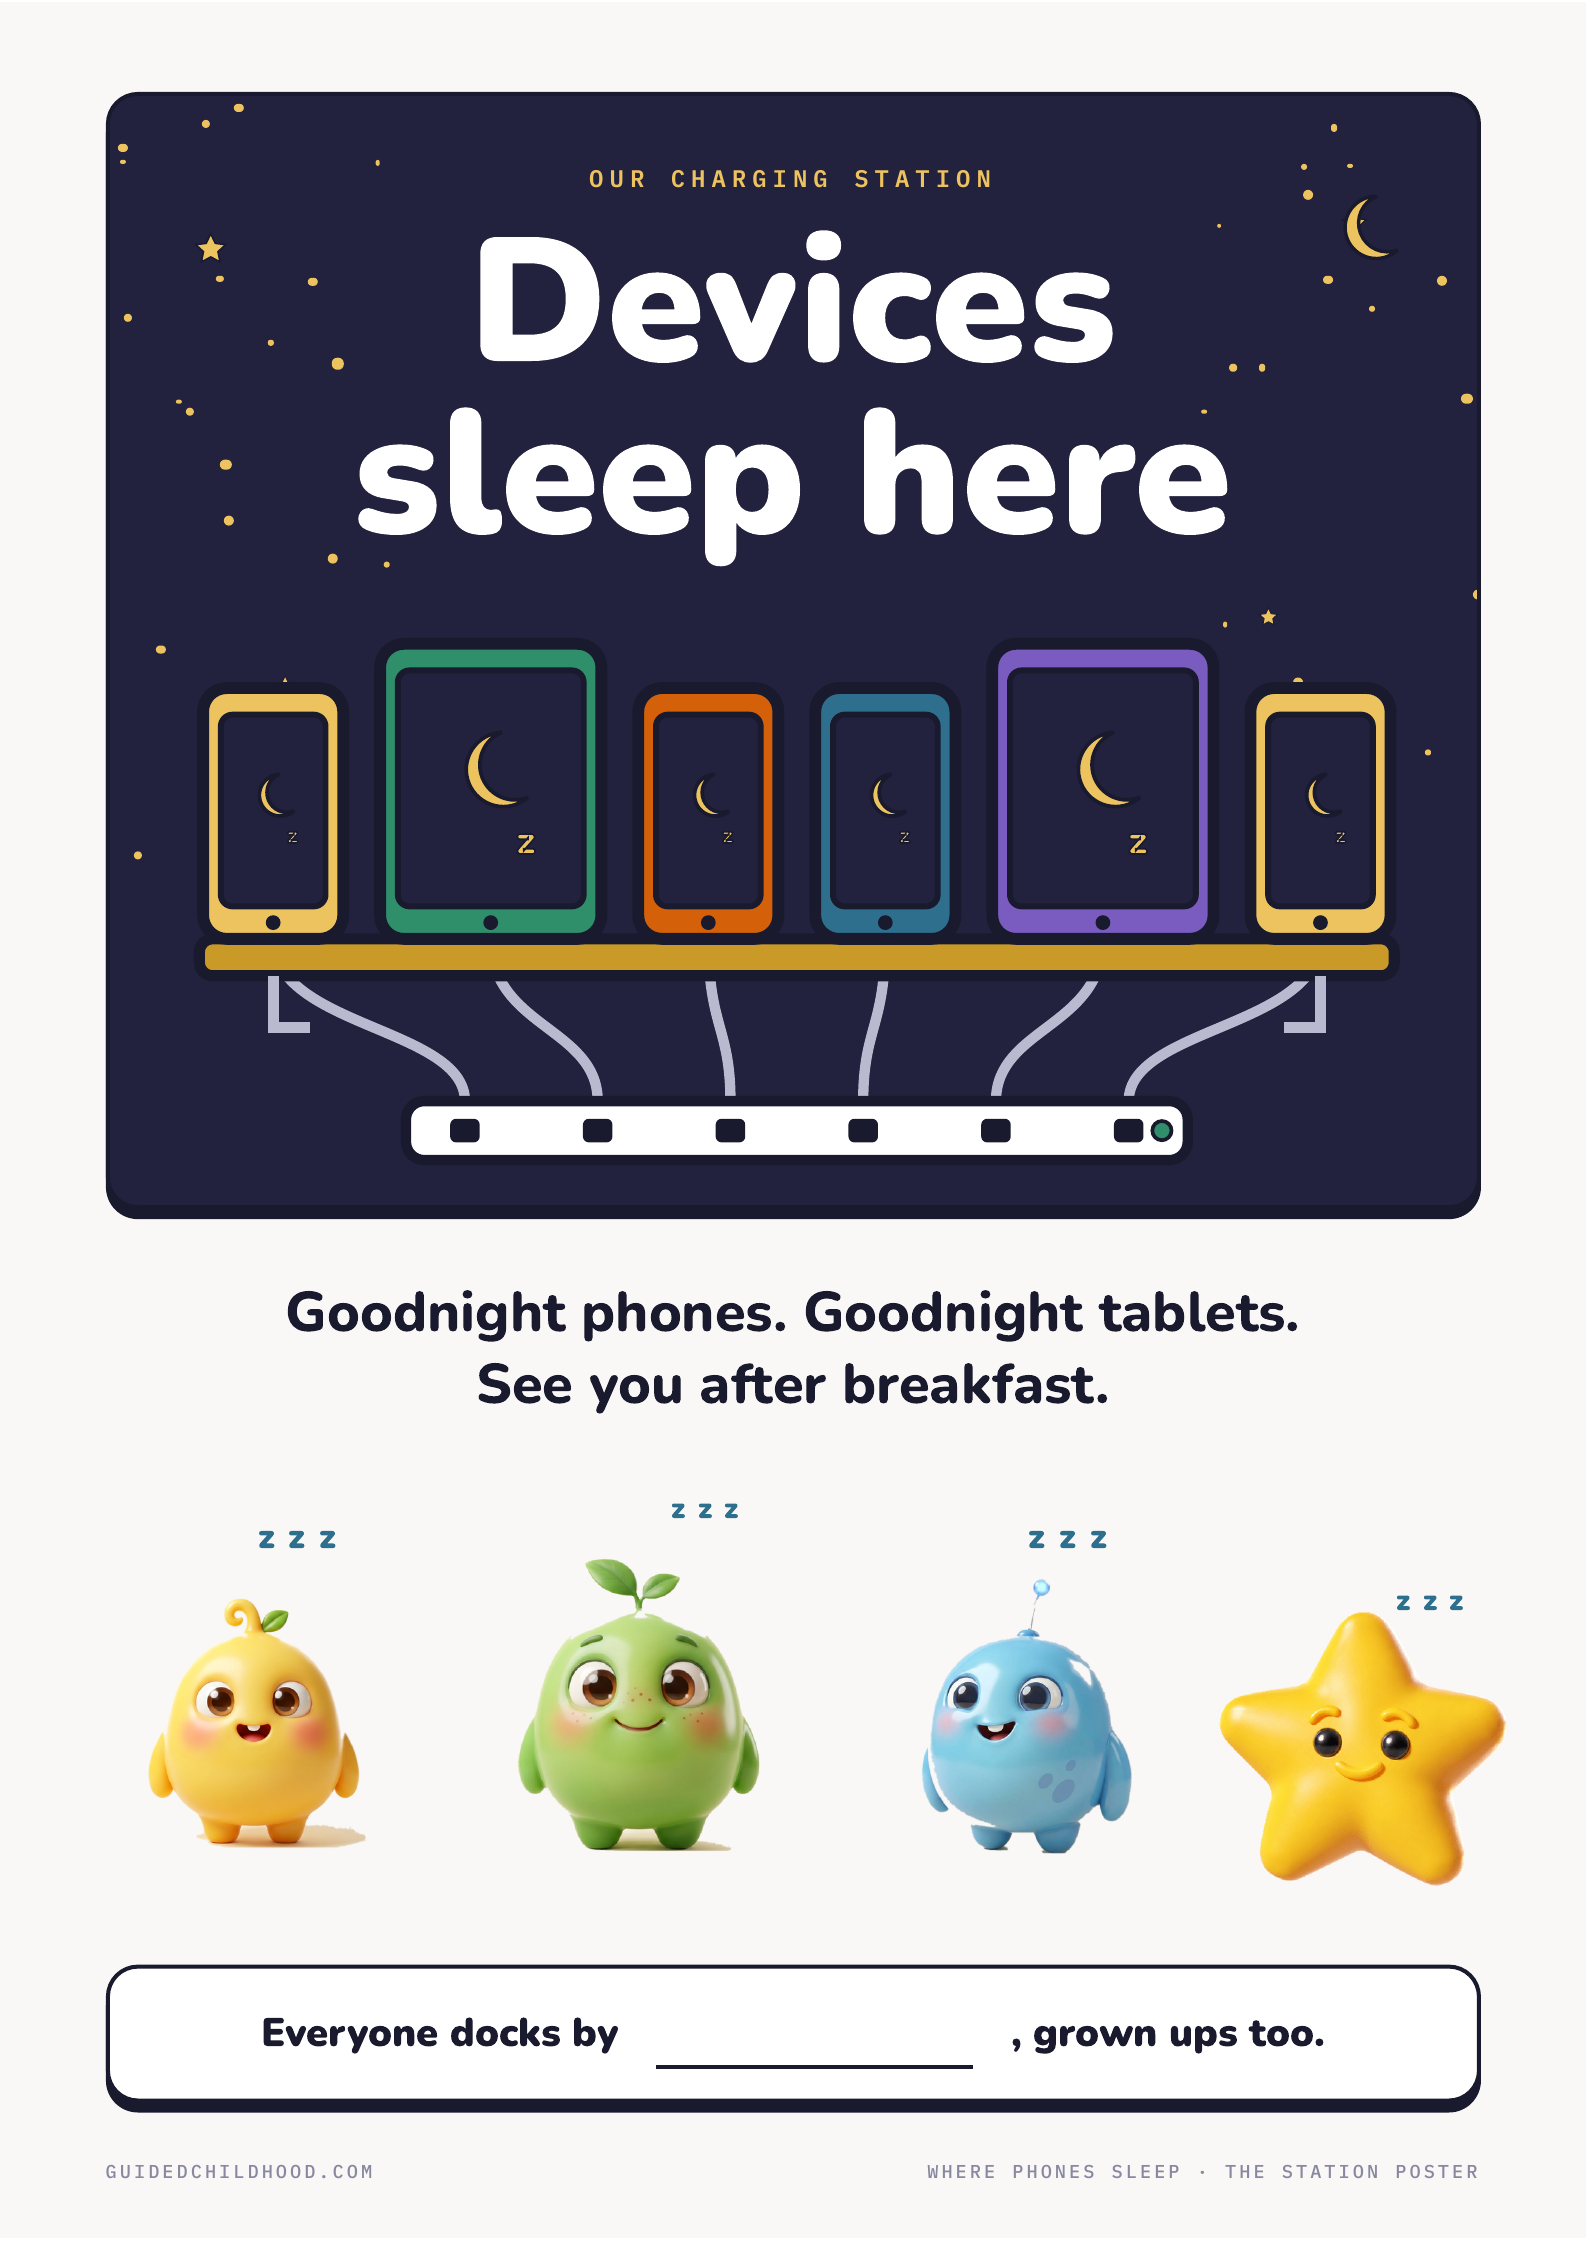 OUR CHARGING STATION
Devices
sleep here
z
z
z
z
z
z
Goodnight phones. Goodnight tablets.
See you after breakfast.
z z z
z z z
z z z
z z z
Everyone docks by ____________ , grown ups too.
GUIDEDCHILDHOOD.COM
WHERE PHONES SLEEP · THE STATION POSTER